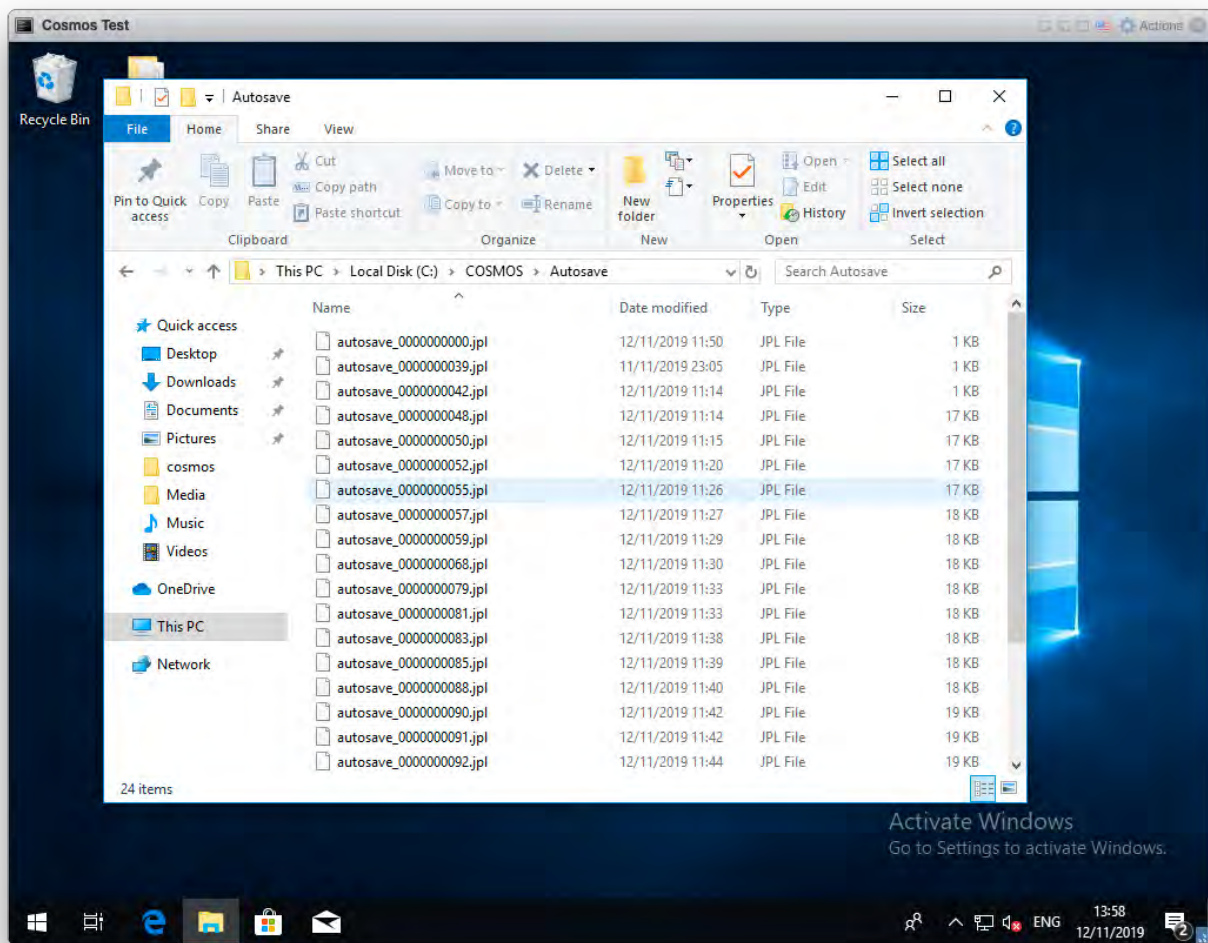 Cosmos Test
Actions
Recycle Bin
Autosave
File Home Share View
Pin to Quick access
Copy
Paste
Cut
Copy path
Paste shortcut
Move to
Copy to
Delete
Rename
New folder
Properties
Open
Edit
History
Select all
Select none
Invert selection
Clipboard Organize New Open Select
This PC > Local Disk (C:) > COSMOS > Autosave
Search Autosave
Name Date modified Type Size
Quick access
Desktop
Downloads
Documents
Pictures
cosmos
Media
Music
Videos
OneDrive
This PC
Network
autosave_0000000000.jpl 12/11/2019 11:50 JPL File 1 KB
autosave_0000000039.jpl 11/11/2019 23:05 JPL File 1 KB
autosave_0000000042.jpl 12/11/2019 11:14 JPL File 1 KB
autosave_0000000048.jpl 12/11/2019 11:14 JPL File 17 KB
autosave_0000000050.jpl 12/11/2019 11:15 JPL File 17 KB
autosave_0000000052.jpl 12/11/2019 11:20 JPL File 17 KB
autosave_0000000055.jpl 12/11/2019 11:26 JPL File 17 KB
autosave_0000000057.jpl 12/11/2019 11:27 JPL File 18 KB
autosave_0000000059.jpl 12/11/2019 11:29 JPL File 18 KB
autosave_0000000068.jpl 12/11/2019 11:30 JPL File 18 KB
autosave_0000000079.jpl 12/11/2019 11:33 JPL File 18 KB
autosave_0000000081.jpl 12/11/2019 11:33 JPL File 18 KB
autosave_0000000083.jpl 12/11/2019 11:38 JPL File 18 KB
autosave_0000000085.jpl 12/11/2019 11:39 JPL File 18 KB
autosave_0000000088.jpl 12/11/2019 11:40 JPL File 18 KB
autosave_0000000090.jpl 12/11/2019 11:42 JPL File 19 KB
autosave_0000000091.jpl 12/11/2019 11:42 JPL File 19 KB
autosave_0000000092.jpl 12/11/2019 11:44 JPL File 19 KB
24 items
Activate Windows
Go to Settings to activate Windows.
ENG
13:58
12/11/2019
2